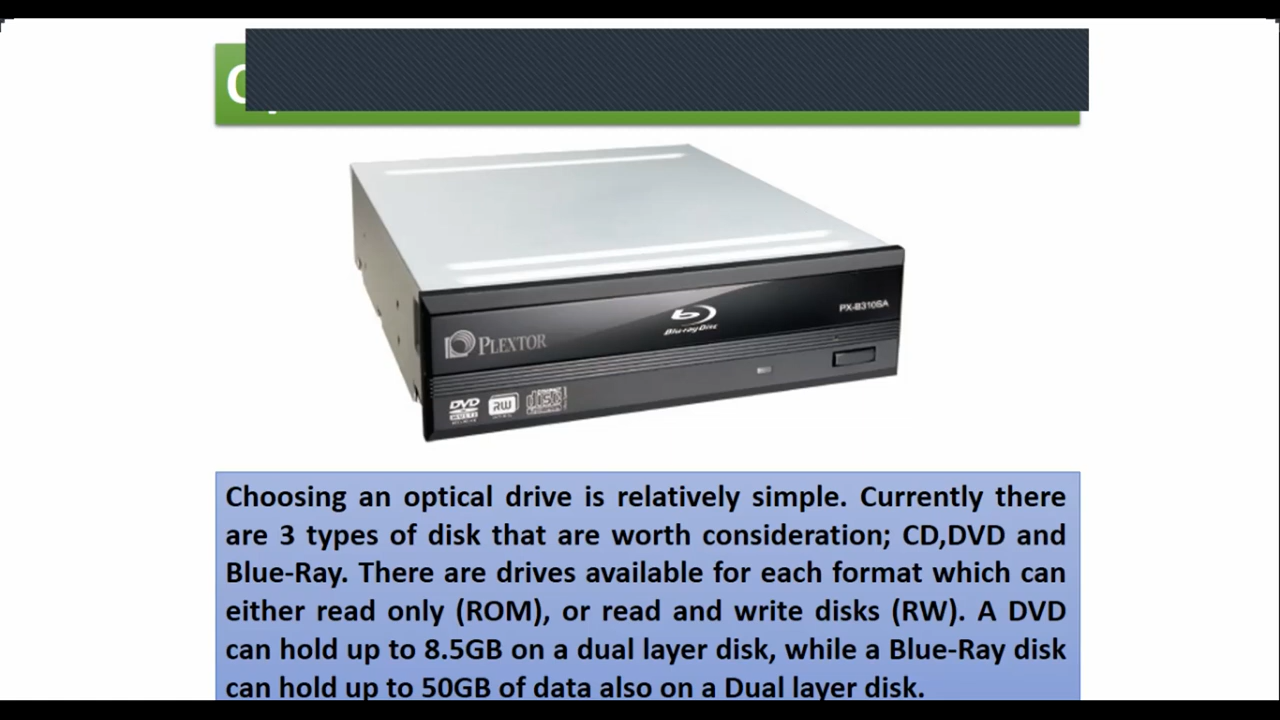 PX-B310SA
Blu-ray Disc
PLEXTOR
DVD
RW
disc
Choosing an optical drive is relatively simple. Currently there
are 3 types of disk that are worth consideration; CD,DVD and
Blue-Ray. There are drives available for each format which can
either read only (ROM), or read and write disks (RW). A DVD
can hold up to 8.5GB on a dual layer disk, while a Blue-Ray disk
can hold up to 50GB of data also on a Dual layer disk.